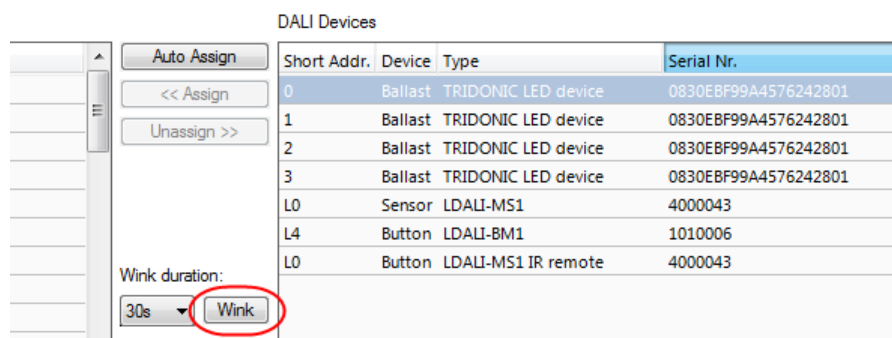 DALI Devices
Auto Assign
<< Assign
Unassign >>
Wink duration:
30s Wink
Short Addr. Device Type Serial Nr.
0 Ballast TRIDONIC LED device 0830EBF99A4576242801
1 Ballast TRIDONIC LED device 0830EBF99A4576242801
2 Ballast TRIDONIC LED device 0830EBF99A4576242801
3 Ballast TRIDONIC LED device 0830EBF99A4576242801
L0 Sensor LDALI-MS1 4000043
L4 Button LDALI-BM1 1010006
L0 Button LDALI-MS1 IR remote 4000043